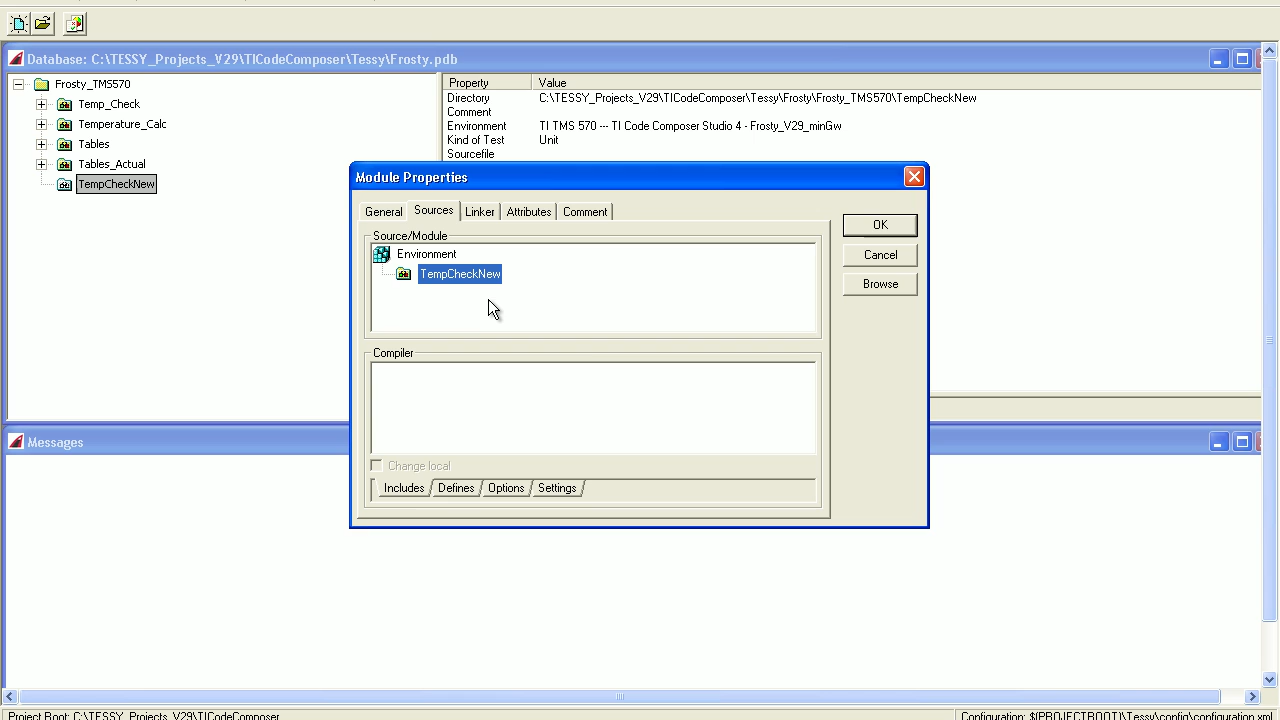 Database: C:\TESSY_Projects_V29\TICodeComposer\Tessy\Frosty.pdb
Frosty_TMS570
Temp_Check
Temperature_Calc
Tables
Tables_Actual
TempCheckNew
Property Value
Directory C:\TESSY_Projects_V29\TICodeComposer\Tessy\Frosty\Frosty_TMS570\TempCheckNew
Comment
Environment TI TMS 570 --- TI Code Composer Studio 4 - Frosty_V29_minGw
Kind of Test Unit
Sourcefile
Module Properties
General Sources Linker Attributes Comment
Source/Module
Environment
TempCheckNew
OK
Cancel
Browse
Compiler
Change local
Includes Defines Options Settings
Messages
Project Root: C:\TESSY_Projects_V29\TICodeComposer
Configuration: $(PROJECTROOT)\Tessy\config\configuration.xml